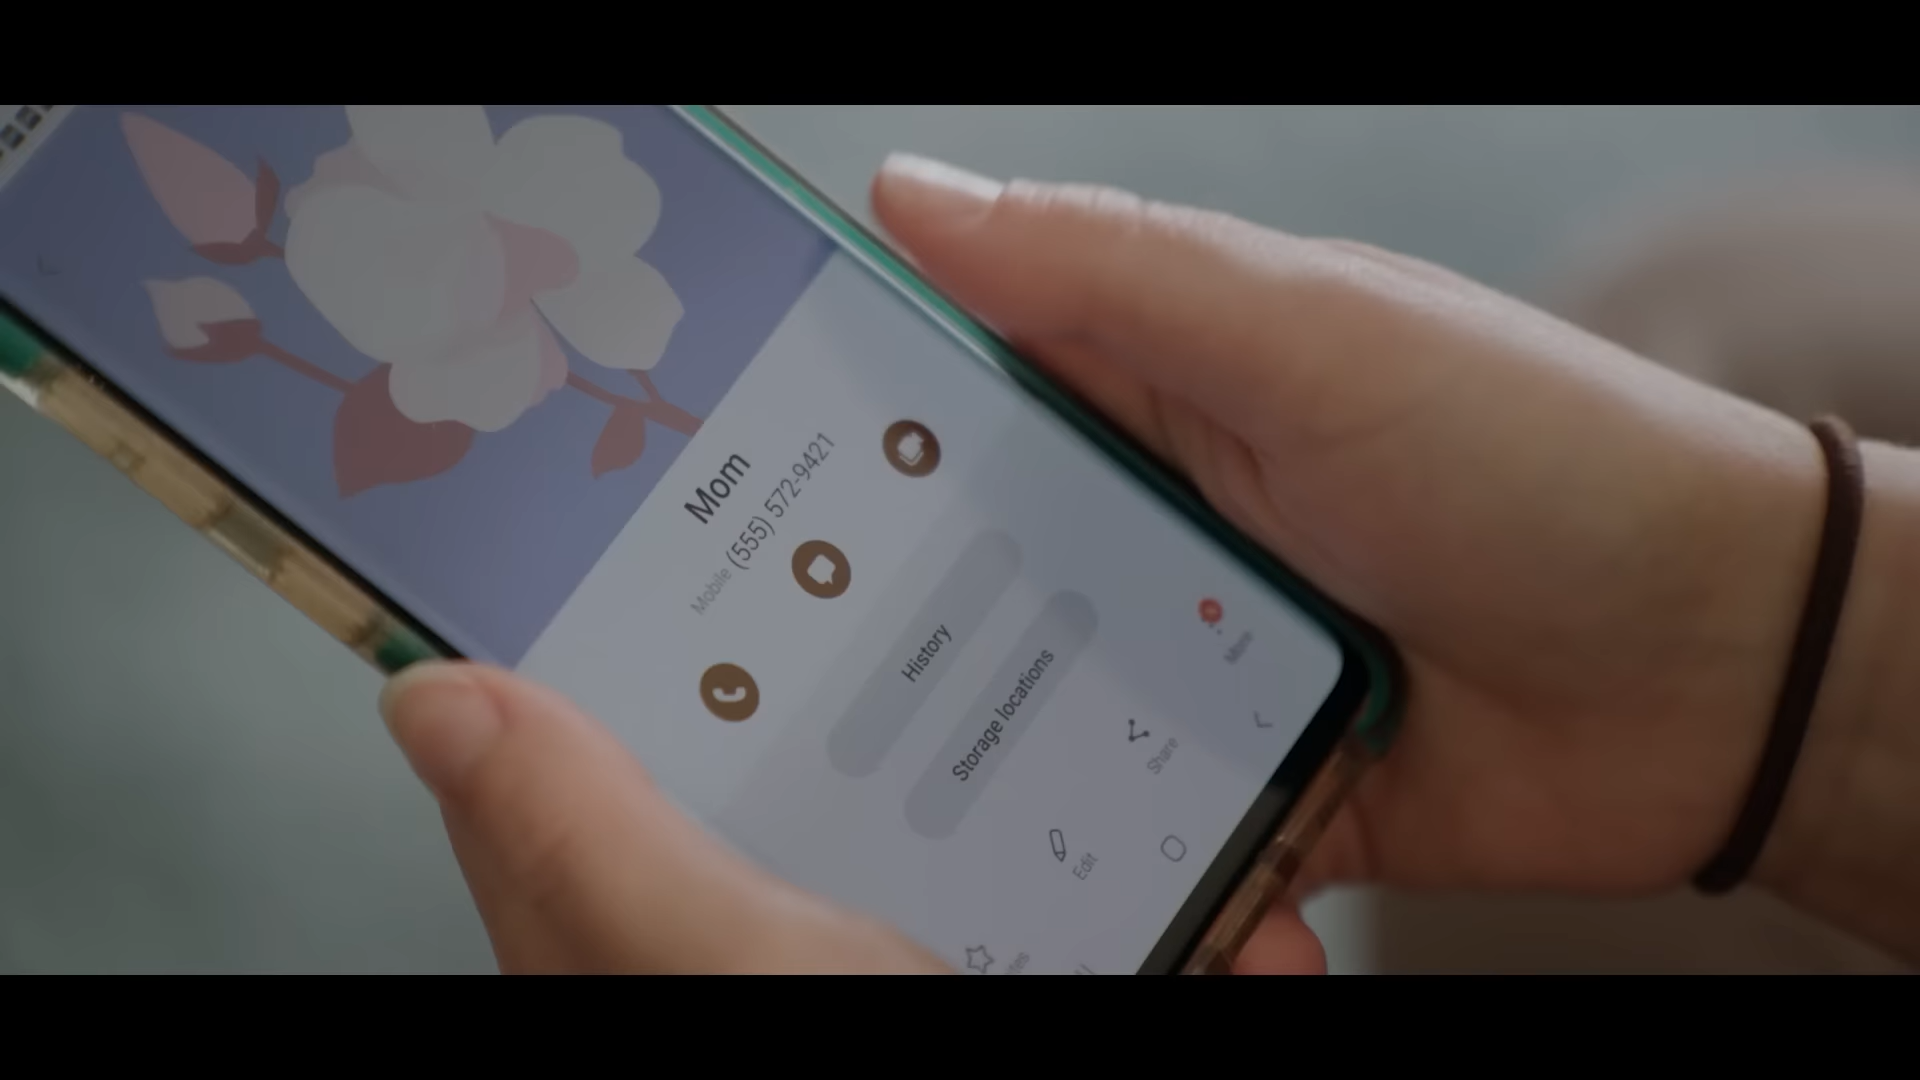 Mom
Mobile (555) 572-9421
History
Storage locations
Edit
Share
More